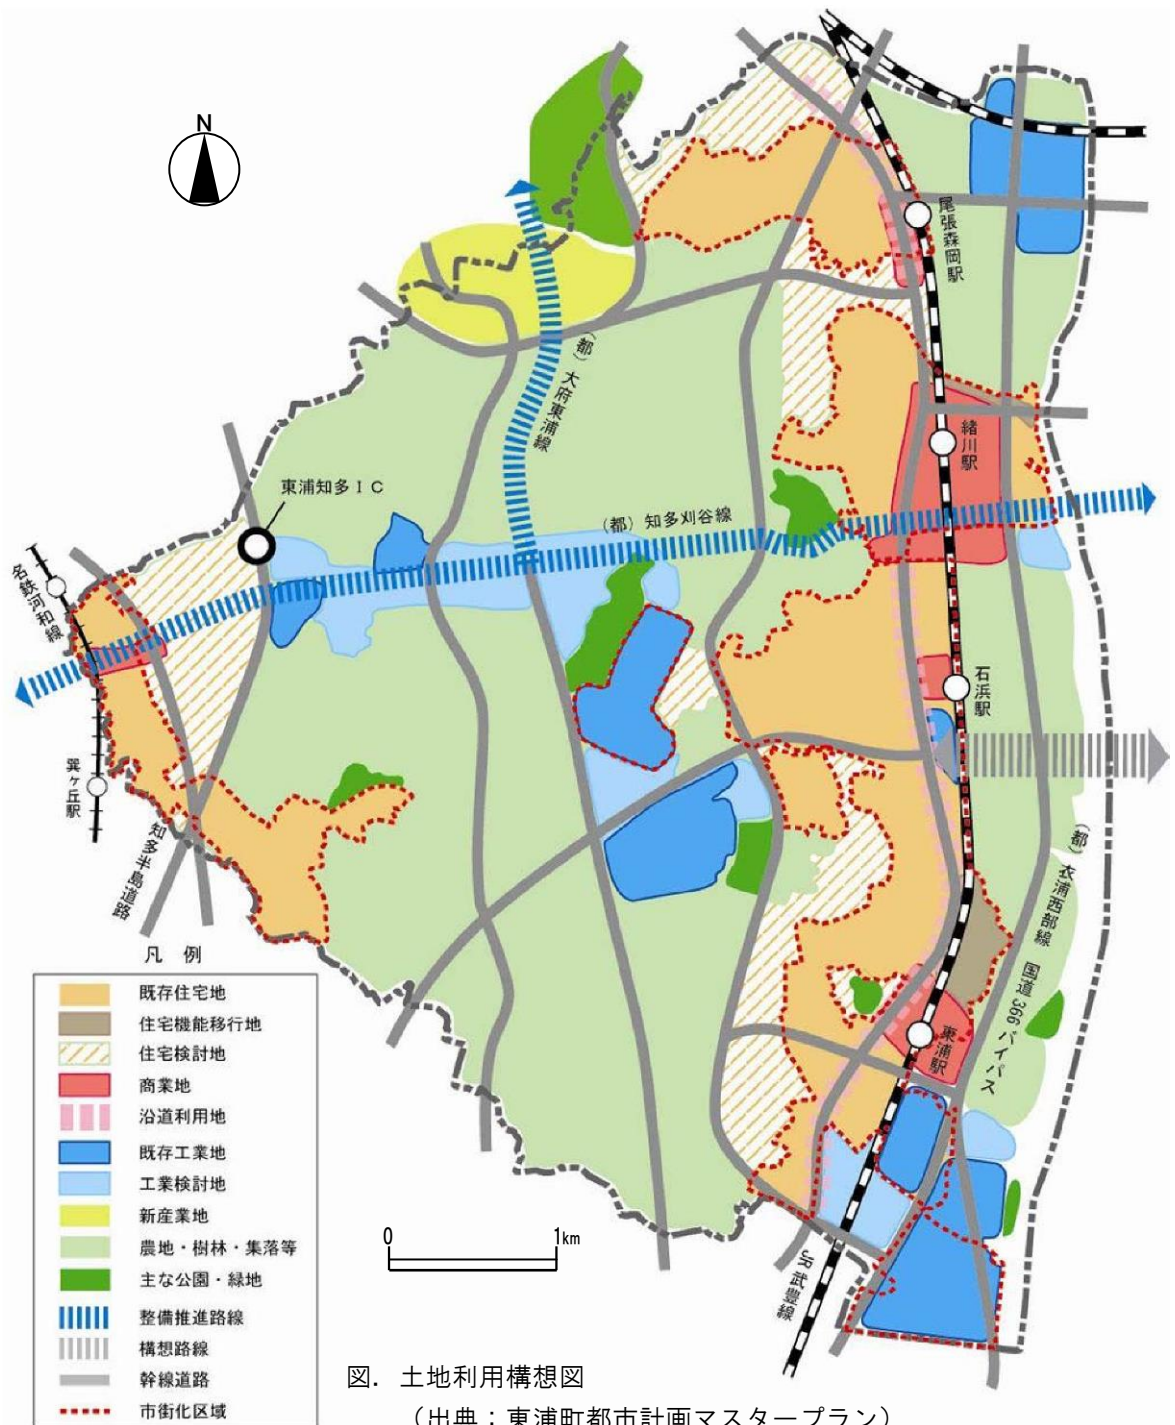 N
尾張森岡駅
(都) 大府東浦線
緒川駅
東浦知多ＩＣ
(都) 知多刈谷線
名鉄河和線
石浜駅
巽ヶ丘駅
知多半島道路
(都) 衣浦西部線 国道366バイパス
東浦駅
JR武豊線
凡 例
既存住宅地
住宅機能移行地
住宅検討地
商業地
沿道利用地
既存工業地
工業検討地
新産業地
農地・樹林・集落等
主な公園・緑地
整備推進路線
構想路線
幹線道路
市街化区域
0 1km
図. 土地利用構想図
(出典：東浦町都市計画マスタープラン)